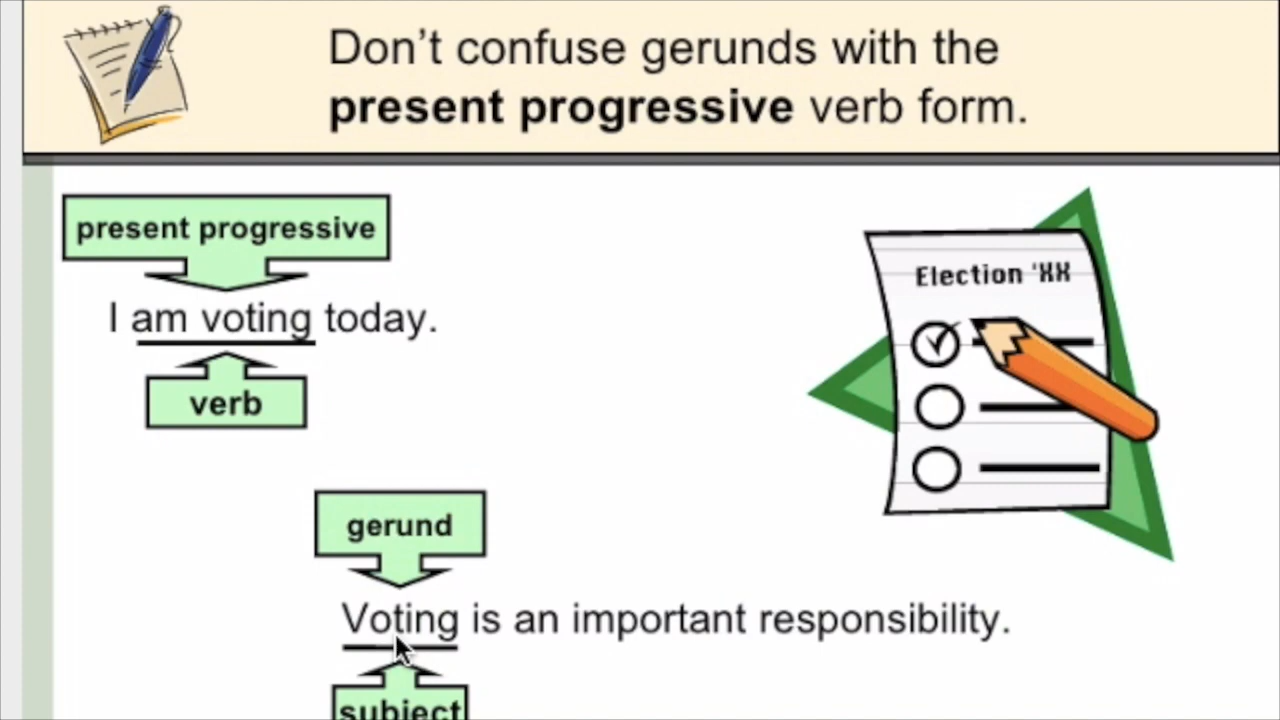 Don't confuse gerunds with the
present progressive verb form.
present progressive
I am voting today.
verb
Election 'XX
gerund
Voting is an important responsibility.
subject